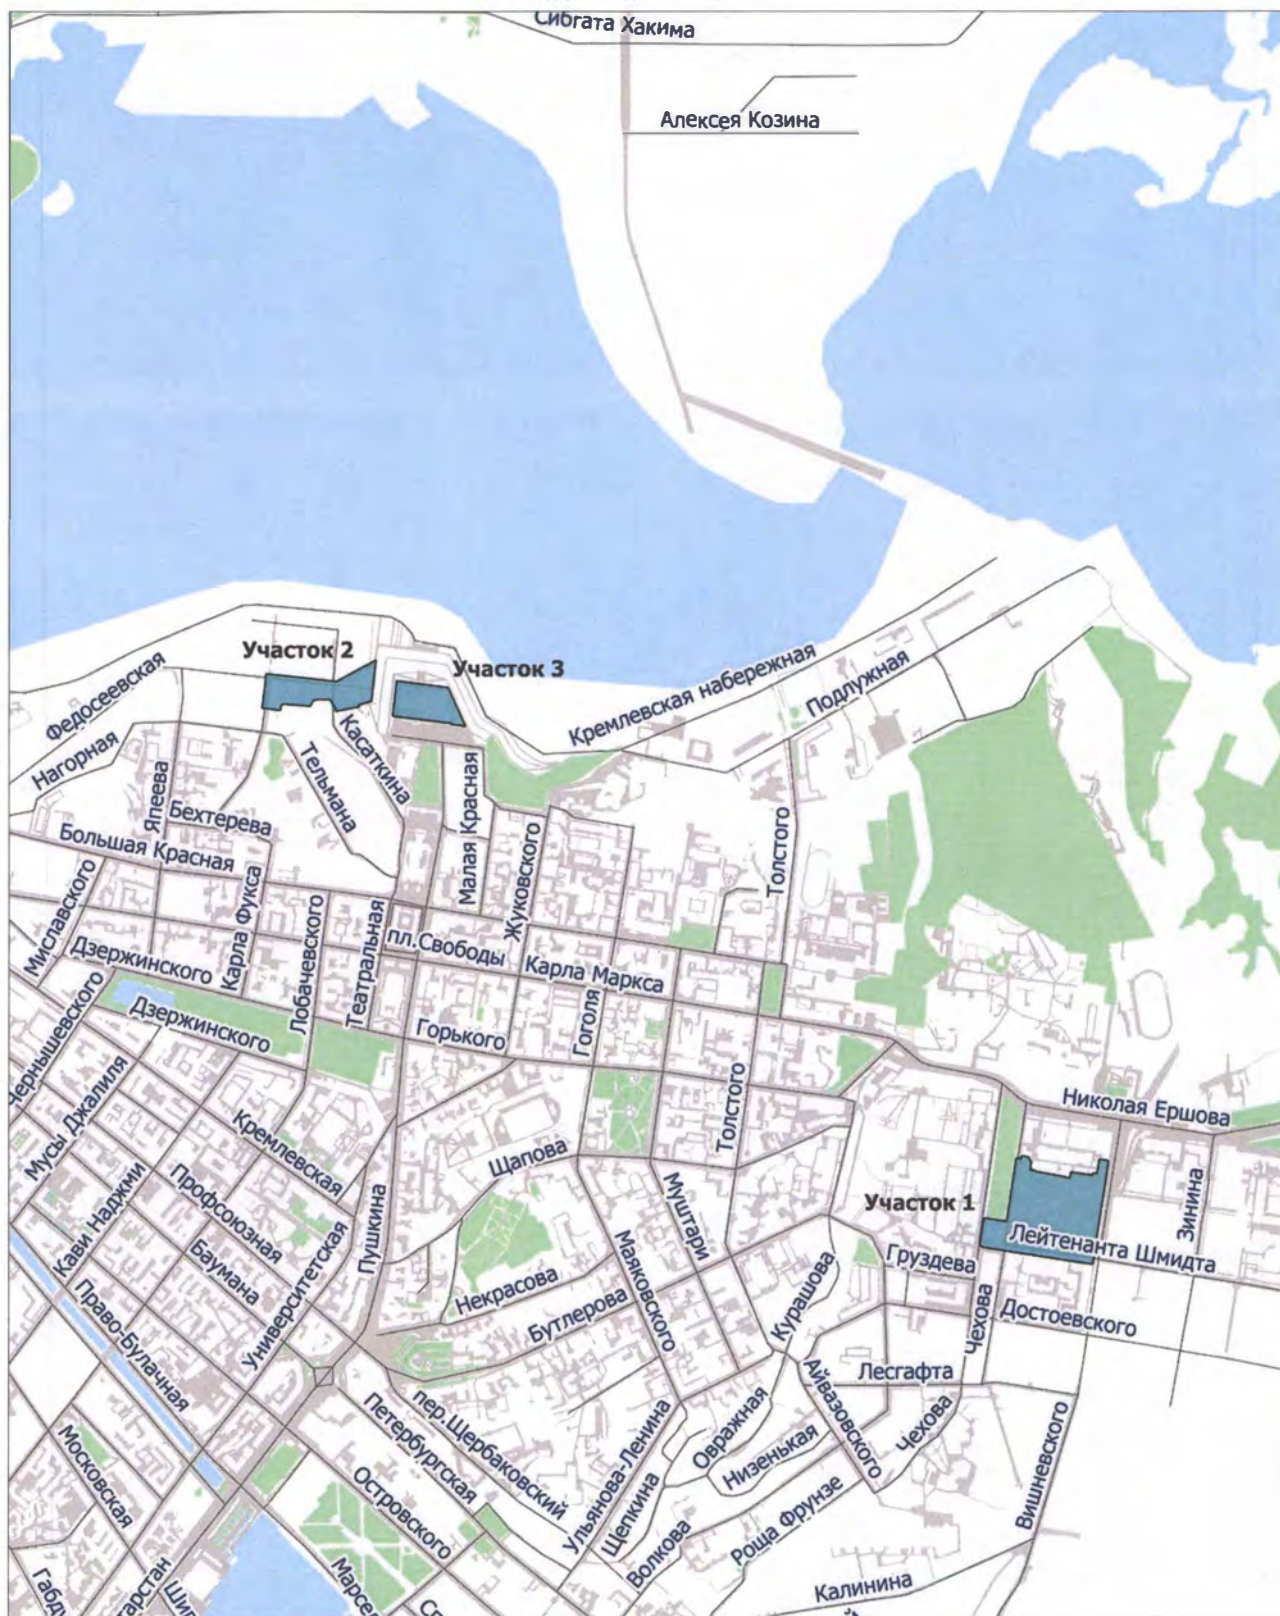 Сибгата Хакима
Алексея Козина
Участок 2
Участок 3
Федосеевская
Кремлевская набережная
Подлужная
Нагорная
Касаткина
Тельмана
Япеева
Бехтерева
Малая Красная
Большая Красная
Жуковского
Толстого
Миславского
Карла Фукса
Лобачевского
Театральная
пл.Свободы
Карла Маркса
Дзержинского
Дзержинского
Горького
Гоголя
Чернышевского
Мусы Джалиля
Кремлевская
Толстого
Николая Ершова
Щапова
Муштари
Участок 1
Зинина
Лейтенанта Шмидта
Кави Наджми
Профсоюзная
Баумана
Университетская
Пушкина
Груздева
Некрасова
Бутлерова
Маяковского
Курашова
Чехова
Достоевского
Право-Булачная
Лесгафта
Айвазовского
Чехова
пер.Щербаковский
Петербургская
Овражная
Низенькая
Вишневского
Московская
Островского
Ульянова-Ленина
Щепкина
Волкова
Роща Фрунзе
Калинина
Габду
тарстан
Марсел